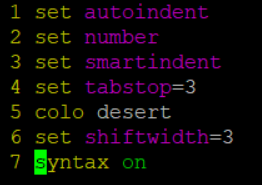 1 set autoindent
2 set number
3 set smartindent
4 set tabstop=3
5 colo desert
6 set shiftwidth=3
7 syntax on